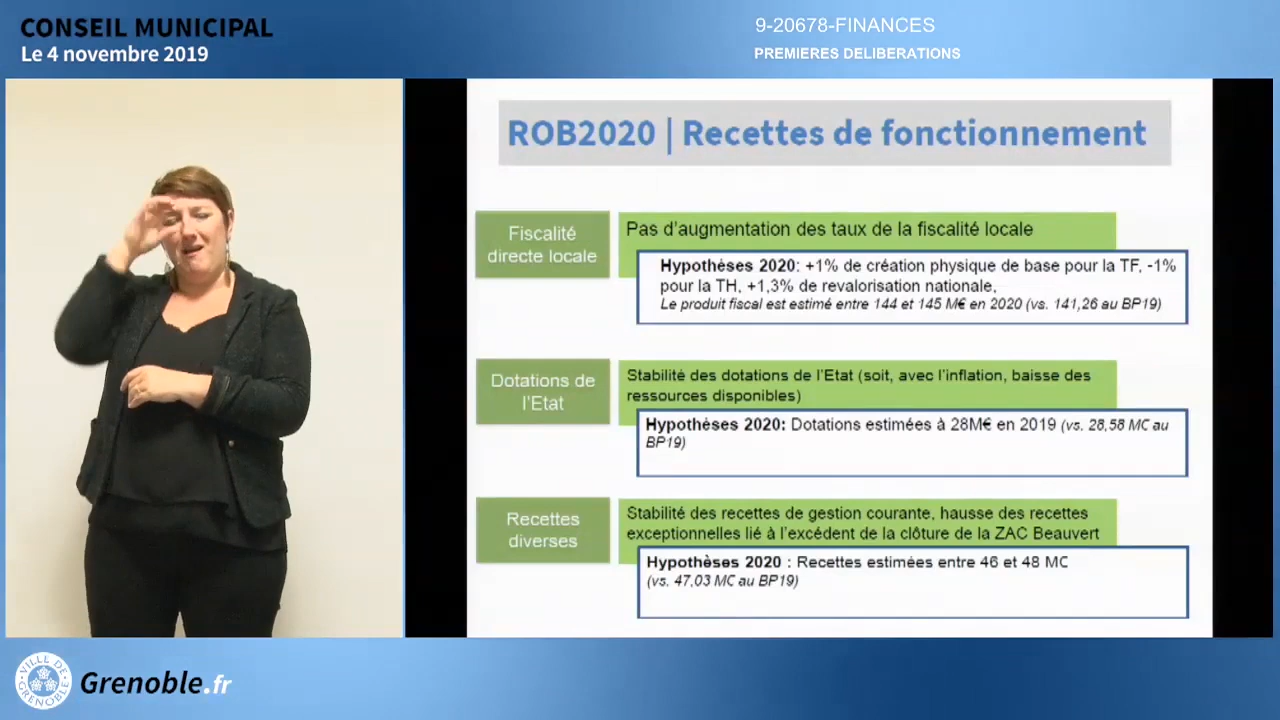 CONSEIL MUNICIPAL
Le 4 novembre 2019
9-20678-FINANCES
PREMIERES DELIBERATIONS
ROB2020 | Recettes de fonctionnement
Fiscalité
directe locale
Pas d'augmentation des taux de la fiscalité locale
Hypothèses 2020: +1% de création physique de base pour la TF, -1%
pour la TH, +1,3% de revalorisation nationale,
Le produit fiscal est estimé entre 144 et 145 M€ en 2020 (vs. 141,26 au BP19)
Dotations de
l'Etat
Stabilité des dotations de l'Etat (soit, avec l'inflation, baisse des
ressources disponibles)
Hypothèses 2020: Dotations estimées à 28M€ en 2019 (vs. 28,58 M€ au
BP19)
Recettes
diverses
Stabilité des recettes de gestion courante, hausse des recettes
exceptionnelles lié à l'excédent de la clôture de la ZAC Beauvert
Hypothèses 2020 : Recettes estimées entre 46 et 48 M€
(vs. 47,03 M€ au BP19)
VILLE DE
GRENOBLE
Grenoble.fr